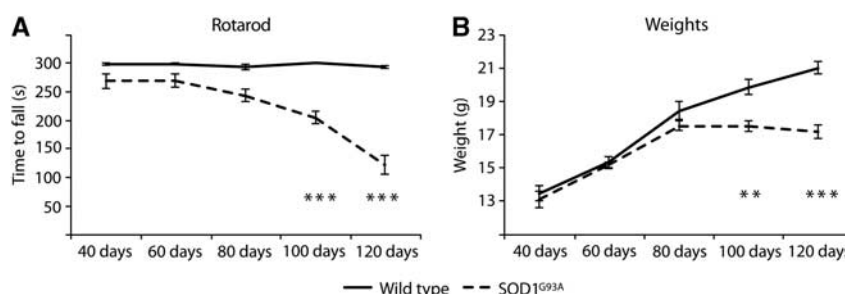 A
Rotarod
Time to fall (s)
300
250
200
150
100
50
*** ***
40 days 60 days 80 days 100 days 120 days
B
Weights
Weight (g)
21
19
17
15
13
** ***
40 days 60 days 80 days 100 days 120 days
Wild type SOD1G93A